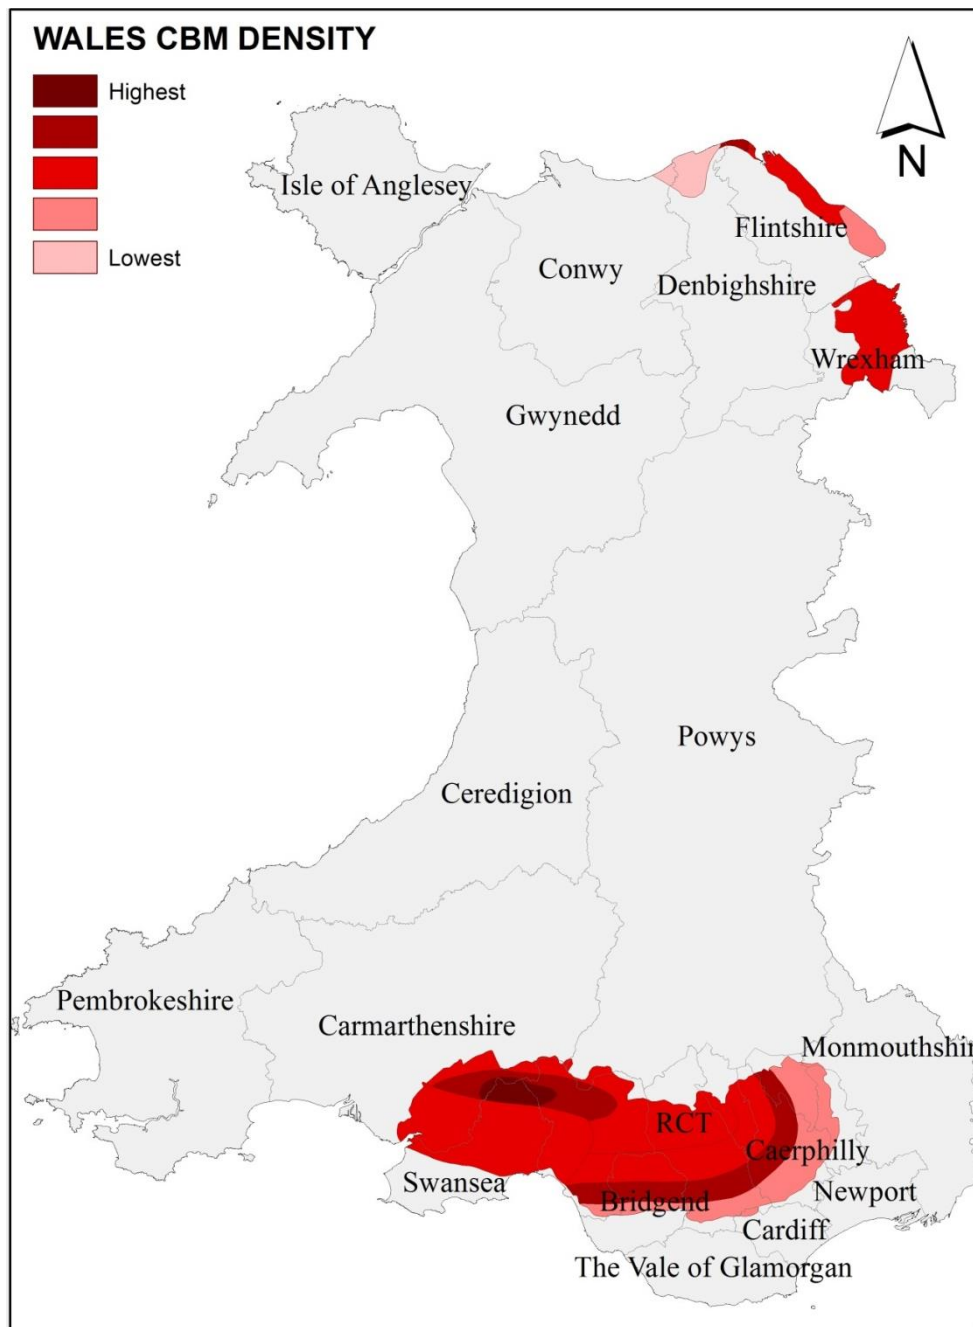 WALES CBM DENSITY
Highest
Lowest
N
Isle of Anglesey
Flintshire
Conwy
Denbighshire
Wrexham
Gwynedd
Powys
Ceredigion
Pembrokeshire
Carmarthenshire
Monmouthshir
RCT
Caerphilly
Swansea
Bridgend
Newport
Cardiff
The Vale of Glamorgan